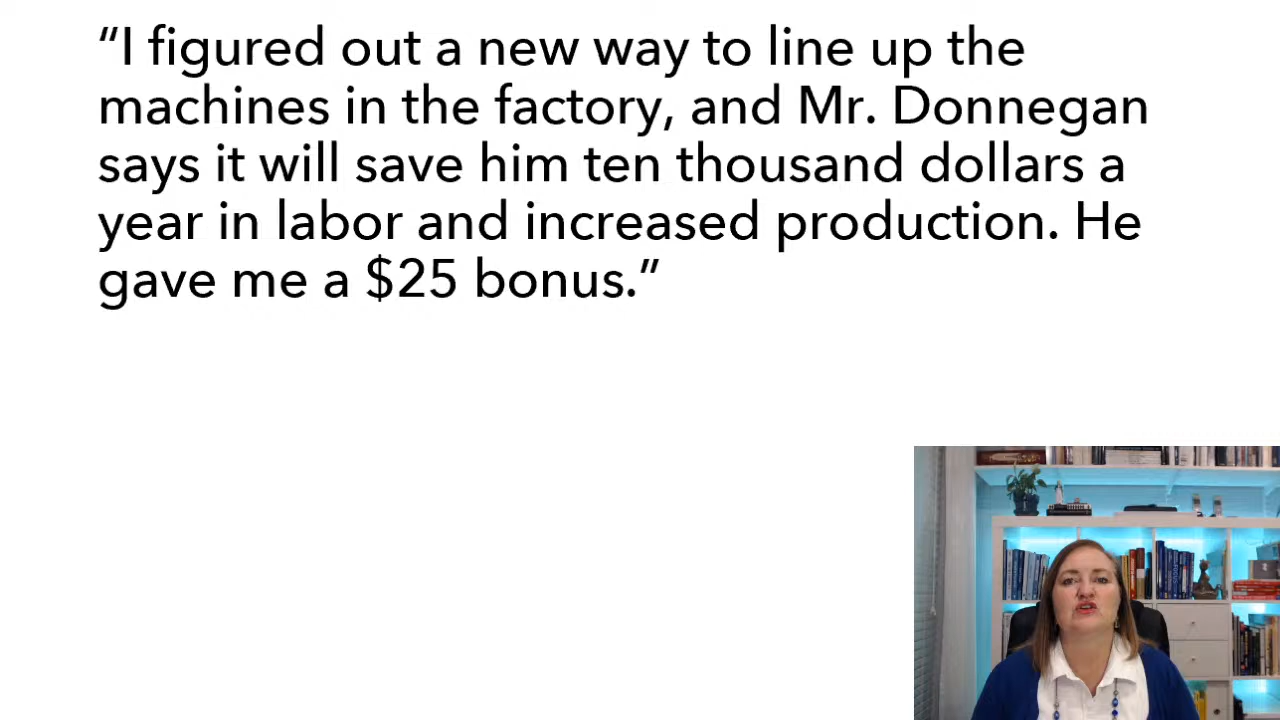 “I figured out a new way to line up the
machines in the factory, and Mr. Donnegan
says it will save him ten thousand dollars a
year in labor and increased production. He
gave me a $25 bonus.”